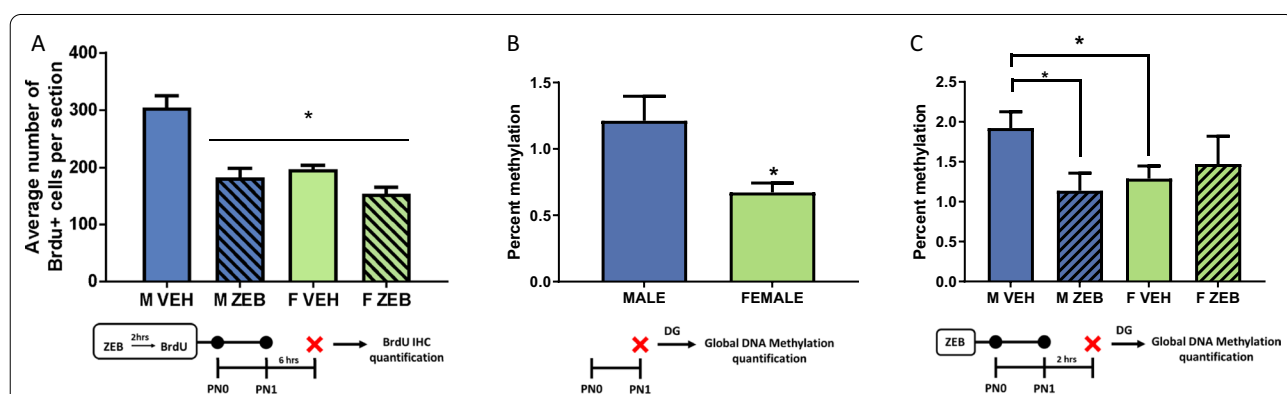 A
Average number of
Brdu+ cells per section
400
300
200
100
0
*
M VEH M ZEB F VEH F ZEB
ZEB 2hrs BrdU
6 hrs
PN0 PN1
BrdU IHC
quantification
B
Percent methylation
1.5
1.0
0.5
0.0
*
MALE FEMALE
PN0 PN1
DG
Global DNA Methylation
quantification
C
Percent methylation
2.5
2.0
1.5
1.0
0.5
0.0
*
*
M VEH M ZEB F VEH F ZEB
ZEB
2 hrs
PN0 PN1
DG
Global DNA Methylation
quantification